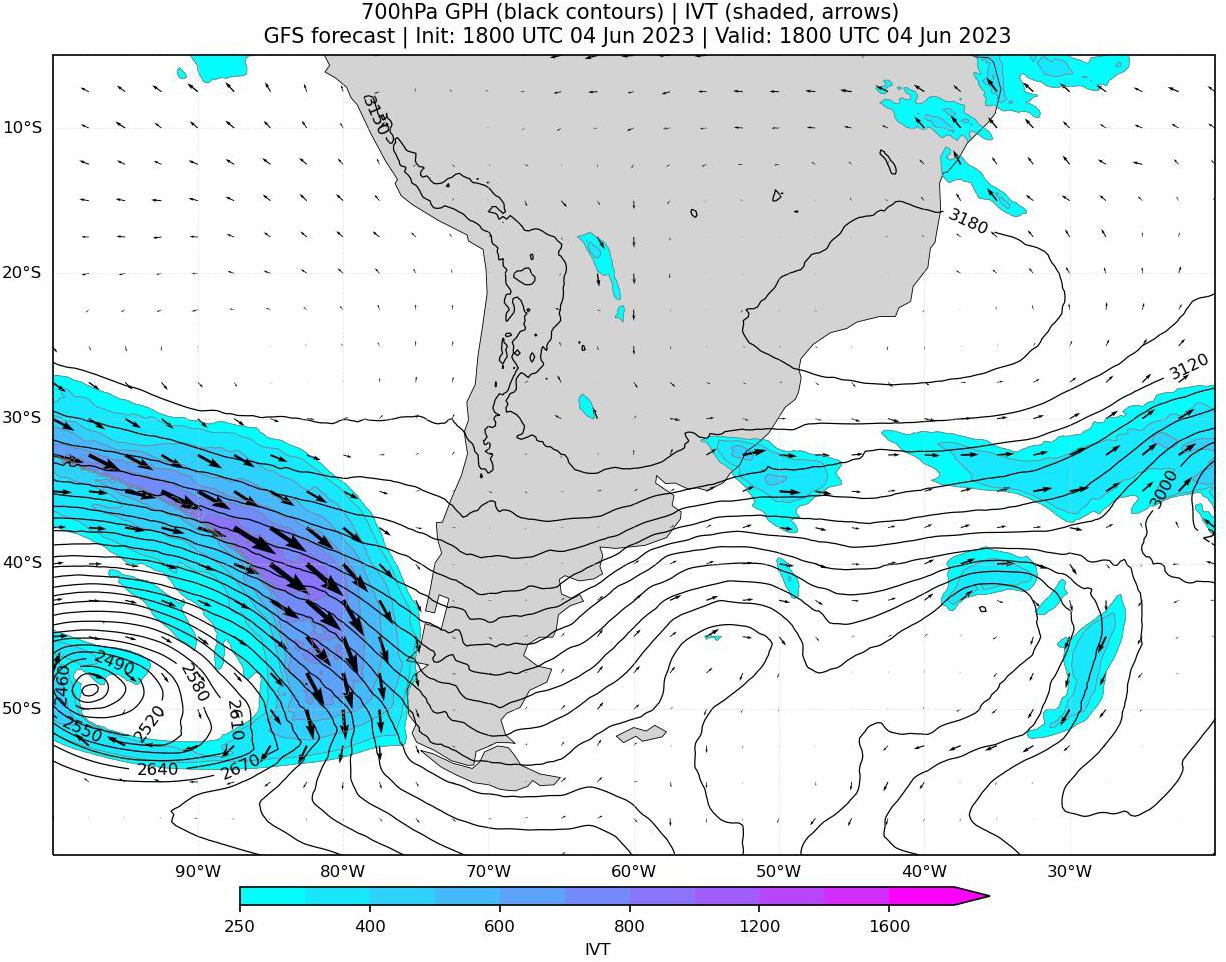 700hPa GPH (black contours) | IVT (shaded, arrows)
GFS forecast | Init: 1800 UTC 04 Jun 2023 | Valid: 1800 UTC 04 Jun 2023
3150
10°S
3180
20°S
3120
30°S
3000
40°S
2490
2460
2580
2610
2520
2550
50°S
2640
2670
90°W 80°W 70°W 60°W 50°W 40°W 30°W
250 400 600 800 1200 1600
IVT